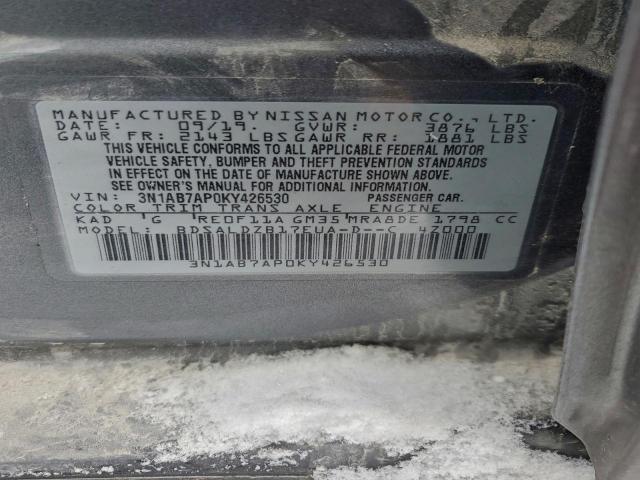 MANUFACTURED BY NISSAN MOTOR CO., LTD.
DATE: 09/19. GVWR: 3876 LBS
GAWR FR: 2143 LBS GAWR RR: 1881 LBS
THIS VEHICLE CONFORMS TO ALL APPLICABLE FEDERAL MOTOR
VEHICLE SAFETY, BUMPER AND THEFT PREVENTION STANDARDS
IN EFFECT ON THE DATE OF MANUFACTURE SHOWN ABOVE.
SEE OWNER'S MANUAL FOR ADDITIONAL INFORMATION.
VIN: 3N1AB7AP0KY426530 PASSENGER CAR.
COLOR TRIM TRANS AXLE ENGINE
KAD 'G 'RE0F11A GM35'MRA8DE 1798 CC
MODEL: BDSALDZB17EUA-D--C 4Z000
3N1AB7AP0KY426530